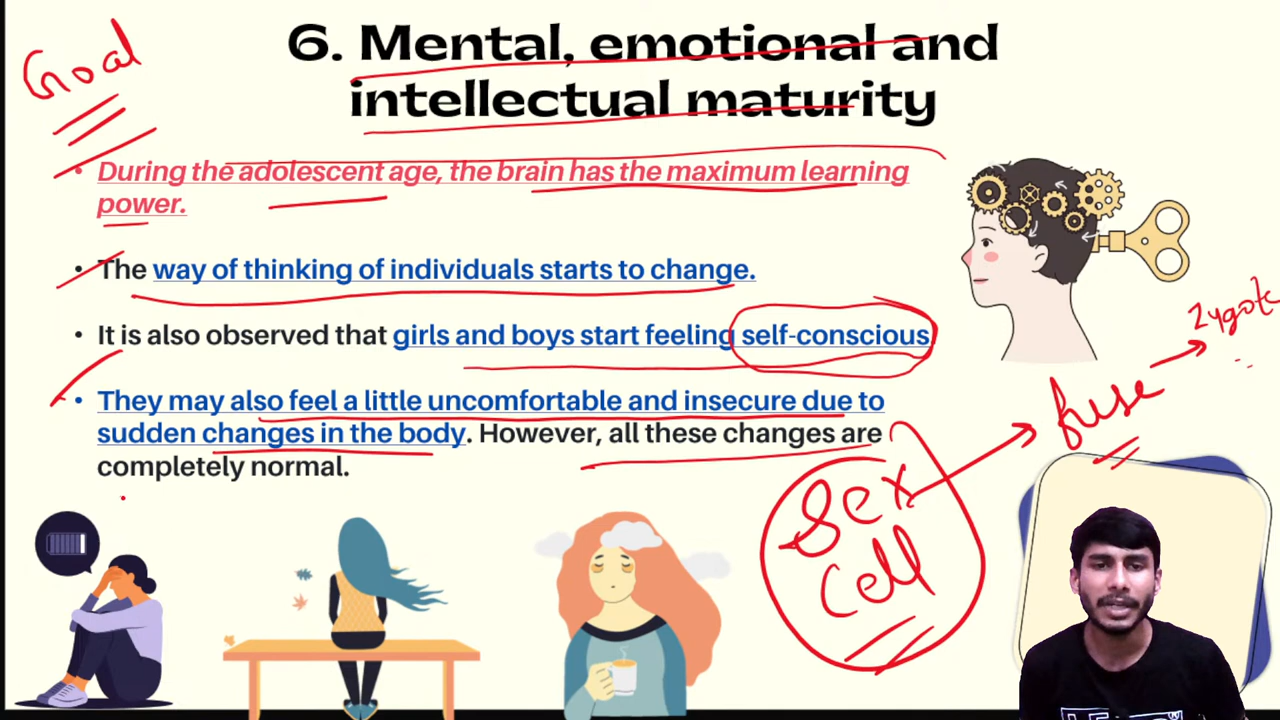 Goal
6. Mental, emotional and
intellectual maturity
• During the adolescent age, the brain has the maximum learning
power.
• The way of thinking of individuals starts to change.
• It is also observed that girls and boys start feeling self-conscious
• They may also feel a little uncomfortable and insecure due to
sudden changes in the body. However, all these changes are
completely normal.
Zygote
fuse
Sex
Cell